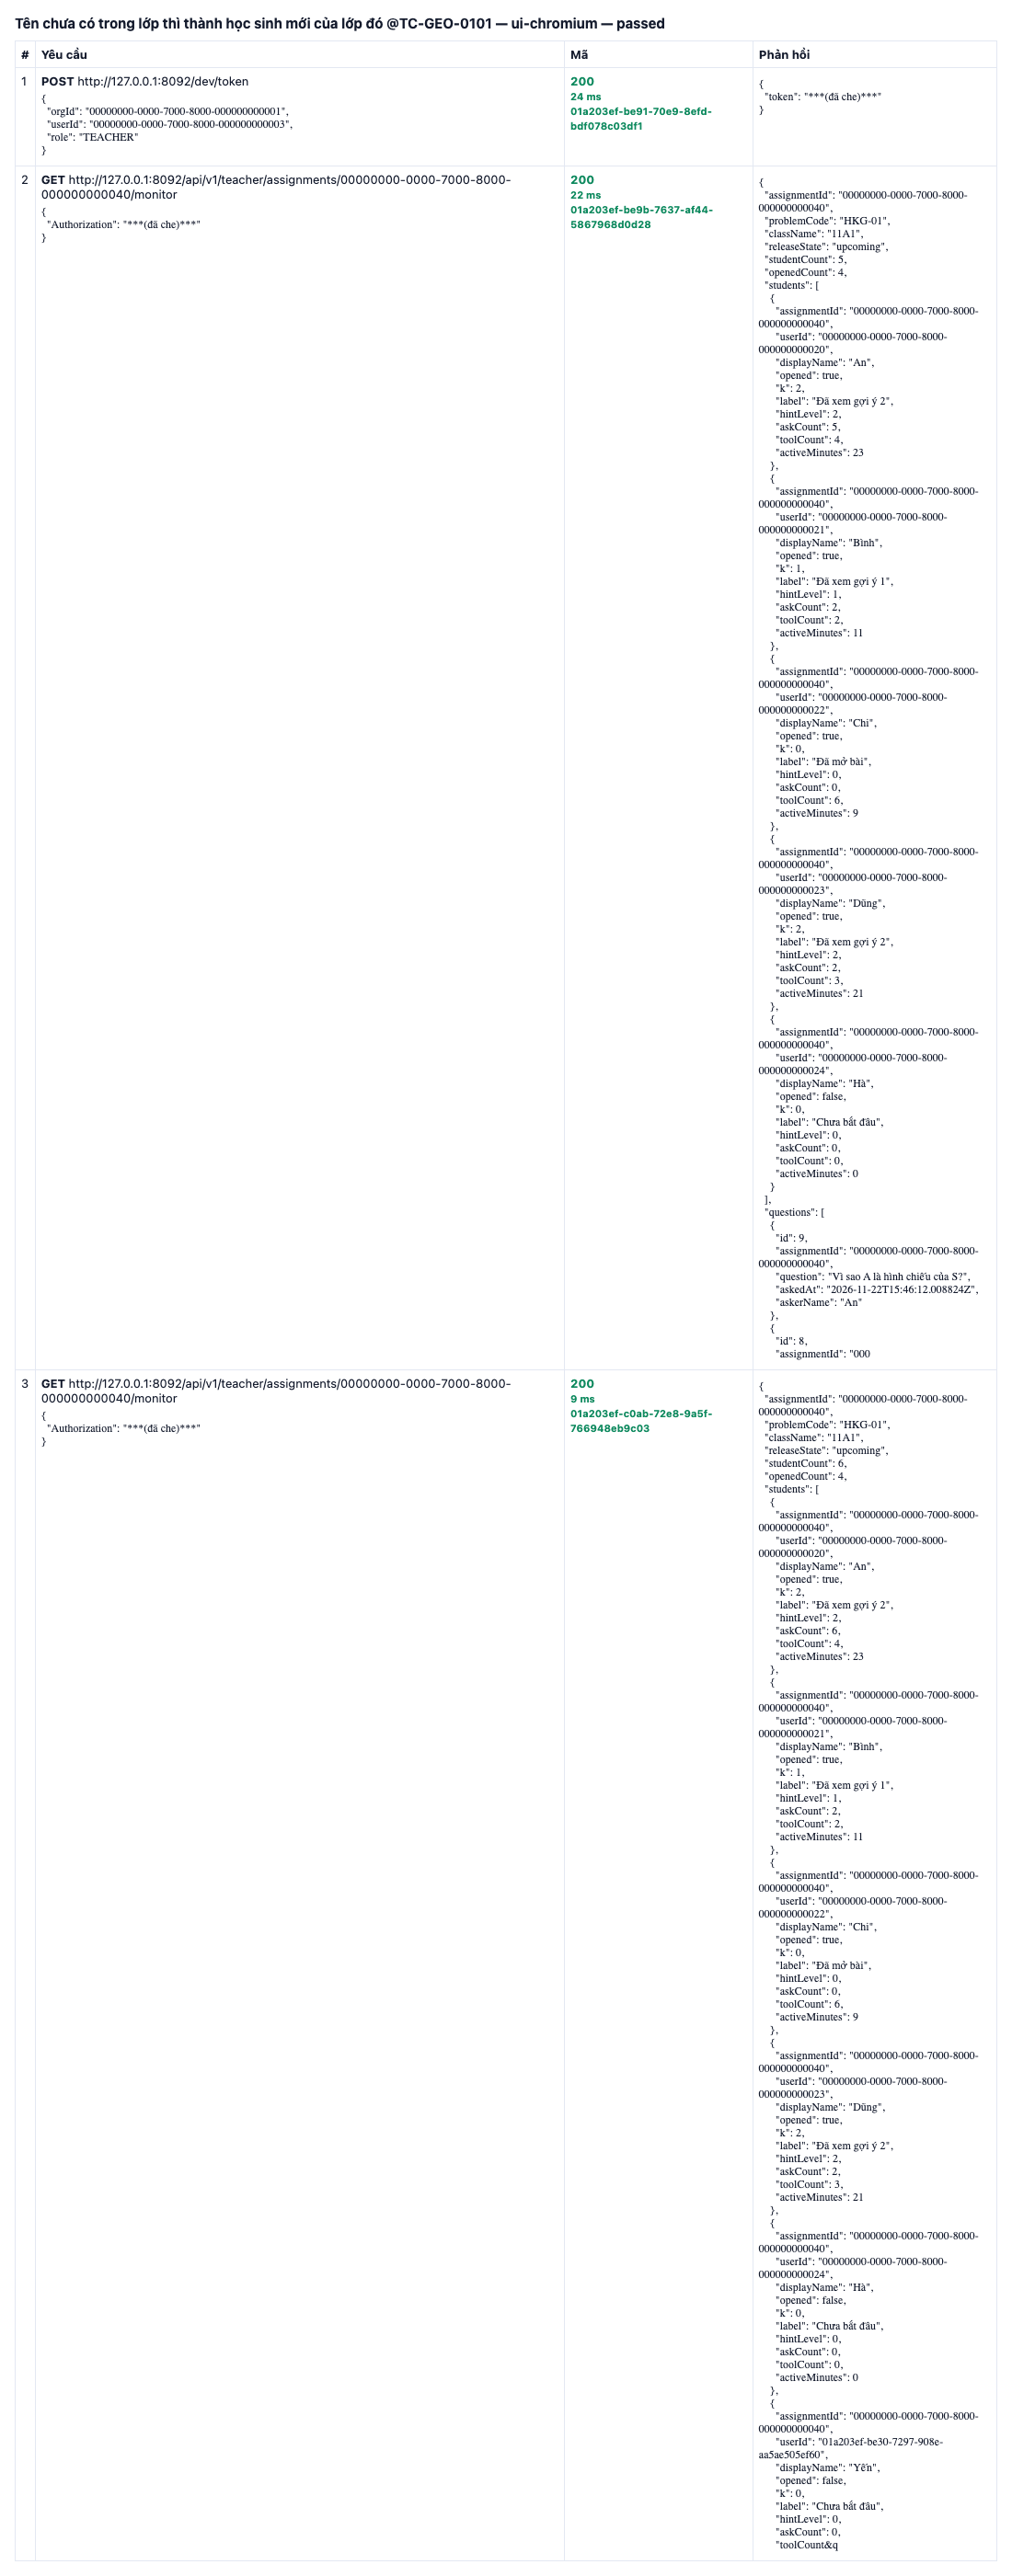 Tên chưa có trong lớp thì thành học sinh mới của lớp đó @TC-GEO-0101 — ui-chromium — passed
# Yêu cầu Mã Phản hồi
1 POST http://127.0.0.1:8092/dev/token
{
"orgId": "00000000-0000-7000-8000-000000000001",
"userId": "00000000-0000-7000-8000-000000000003",
"role": "TEACHER"
}
200
24 ms
01a203ef-be91-70e9-8efd-
bdf078c03df1
{
"token": "***(đã che)***"
}
2 GET http://127.0.0.1:8092/api/v1/teacher/assignments/00000000-0000-7000-8000-
000000000040/monitor
{
"Authorization": "***(đã che)***"
}
200
22 ms
01a203ef-be9b-7637-af44-
5867968d0d28
{
"assignmentId": "00000000-0000-7000-8000-
000000000040",
"problemCode": "HKG-01",
"className": "11A1",
"releaseState": "upcoming",
"studentCount": 5,
"openedCount": 4,
"students": [
{
"assignmentId": "00000000-0000-7000-8000-
000000000040",
"userId": "00000000-0000-7000-8000-
000000000020",
"displayName": "An",
"opened": true,
"k": 2,
"label": "Đã xem gợi ý 2",
"hintLevel": 2,
"askCount": 5,
"toolCount": 4,
"activeMinutes": 23
},
{
"assignmentId": "00000000-0000-7000-8000-
000000000040",
"userId": "00000000-0000-7000-8000-
000000000021",
"displayName": "Bình",
"opened": true,
"k": 1,
"label": "Đã xem gợi ý 1",
"hintLevel": 1,
"askCount": 2,
"toolCount": 2,
"activeMinutes": 11
},
{
"assignmentId": "00000000-0000-7000-8000-
000000000040",
"userId": "00000000-0000-7000-8000-
000000000022",
"displayName": "Chi",
"opened": true,
"k": 0,
"label": "Đã mở bài",
"hintLevel": 0,
"askCount": 0,
"toolCount": 6,
"activeMinutes": 9
},
{
"assignmentId": "00000000-0000-7000-8000-
000000000040",
"userId": "00000000-0000-7000-8000-
000000000023",
"displayName": "Dũng",
"opened": true,
"k": 2,
"label": "Đã xem gợi ý 2",
"hintLevel": 2,
"askCount": 2,
"toolCount": 3,
"activeMinutes": 21
},
{
"assignmentId": "00000000-0000-7000-8000-
000000000040",
"userId": "00000000-0000-7000-8000-
000000000024",
"displayName": "Hà",
"opened": false,
"k": 0,
"label": "Chưa bắt đầu",
"hintLevel": 0,
"askCount": 0,
"toolCount": 0,
"activeMinutes": 0
}
],
"questions": [
{
"id": 9,
"assignmentId": "00000000-0000-7000-8000-
000000000040",
"question": "Vì sao A là hình chiếu của S?",
"askedAt": "2026-11-22T15:46:12.008824Z",
"askerName": "An"
},
{
"id": 8,
"assignmentId": "000
3 GET http://127.0.0.1:8092/api/v1/teacher/assignments/00000000-0000-7000-8000-
000000000040/monitor
{
"Authorization": "***(đã che)***"
}
200
9 ms
01a203ef-c0ab-72e8-9a5f-
766948eb9c03
{
"assignmentId": "00000000-0000-7000-8000-
000000000040",
"problemCode": "HKG-01",
"className": "11A1",
"releaseState": "upcoming",
"studentCount": 6,
"openedCount": 4,
"students": [
{
"assignmentId": "00000000-0000-7000-8000-
000000000040",
"userId": "00000000-0000-7000-8000-
000000000020",
"displayName": "An",
"opened": true,
"k": 2,
"label": "Đã xem gợi ý 2",
"hintLevel": 2,
"askCount": 6,
"toolCount": 4,
"activeMinutes": 23
},
{
"assignmentId": "00000000-0000-7000-8000-
000000000040",
"userId": "00000000-0000-7000-8000-
000000000021",
"displayName": "Bình",
"opened": true,
"k": 1,
"label": "Đã xem gợi ý 1",
"hintLevel": 1,
"askCount": 2,
"toolCount": 2,
"activeMinutes": 11
},
{
"assignmentId": "00000000-0000-7000-8000-
000000000040",
"userId": "00000000-0000-7000-8000-
000000000022",
"displayName": "Chi",
"opened": true,
"k": 0,
"label": "Đã mở bài",
"hintLevel": 0,
"askCount": 0,
"toolCount": 6,
"activeMinutes": 9
},
{
"assignmentId": "00000000-0000-7000-8000-
000000000040",
"userId": "00000000-0000-7000-8000-
000000000023",
"displayName": "Dũng",
"opened": true,
"k": 2,
"label": "Đã xem gợi ý 2",
"hintLevel": 2,
"askCount": 2,
"toolCount": 3,
"activeMinutes": 21
},
{
"assignmentId": "00000000-0000-7000-8000-
000000000040",
"userId": "00000000-0000-7000-8000-
000000000024",
"displayName": "Hà",
"opened": false,
"k": 0,
"label": "Chưa bắt đầu",
"hintLevel": 0,
"askCount": 0,
"toolCount": 0,
"activeMinutes": 0
},
{
"assignmentId": "00000000-0000-7000-8000-
000000000040",
"userId": "01a203ef-be30-7297-908e-
aa5ae505ef60",
"displayName": "Yến",
"opened": false,
"k": 0,
"label": "Chưa bắt đầu",
"hintLevel": 0,
"askCount": 0,
"toolCount&q